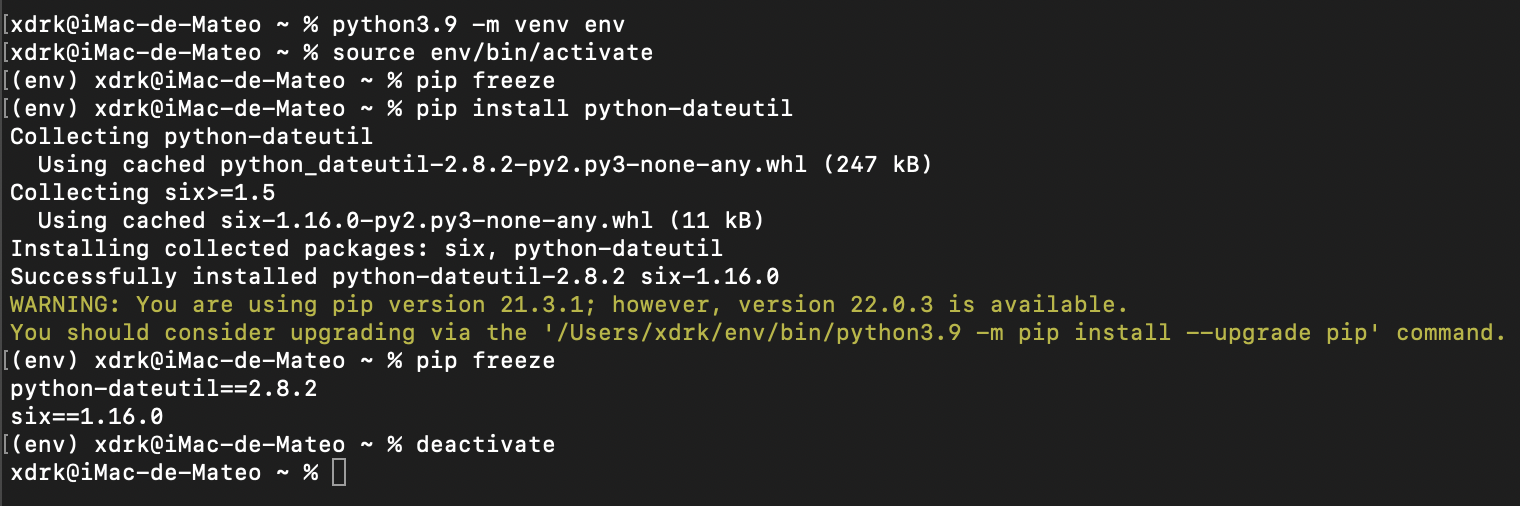 [xdrk@iMac-de-Mateo ~ % python3.9 -m venv env
[xdrk@iMac-de-Mateo ~ % source env/bin/activate
[(env) xdrk@iMac-de-Mateo ~ % pip freeze
[(env) xdrk@iMac-de-Mateo ~ % pip install python-dateutil
Collecting python-dateutil
  Using cached python_dateutil-2.8.2-py2.py3-none-any.whl (247 kB)
Collecting six>=1.5
  Using cached six-1.16.0-py2.py3-none-any.whl (11 kB)
Installing collected packages: six, python-dateutil
Successfully installed python-dateutil-2.8.2 six-1.16.0
WARNING: You are using pip version 21.3.1; however, version 22.0.3 is available.
You should consider upgrading via the '/Users/xdrk/env/bin/python3.9 -m pip install --upgrade pip' command.
[(env) xdrk@iMac-de-Mateo ~ % pip freeze
python-dateutil==2.8.2
six==1.16.0
[(env) xdrk@iMac-de-Mateo ~ % deactivate
xdrk@iMac-de-Mateo ~ %